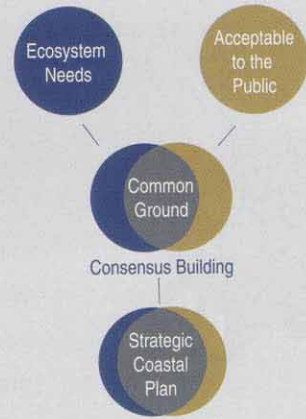 Ecosystem
Needs
Acceptable
to the
Public
Common
Ground
Consensus Building
Strategic
Coastal
Plan